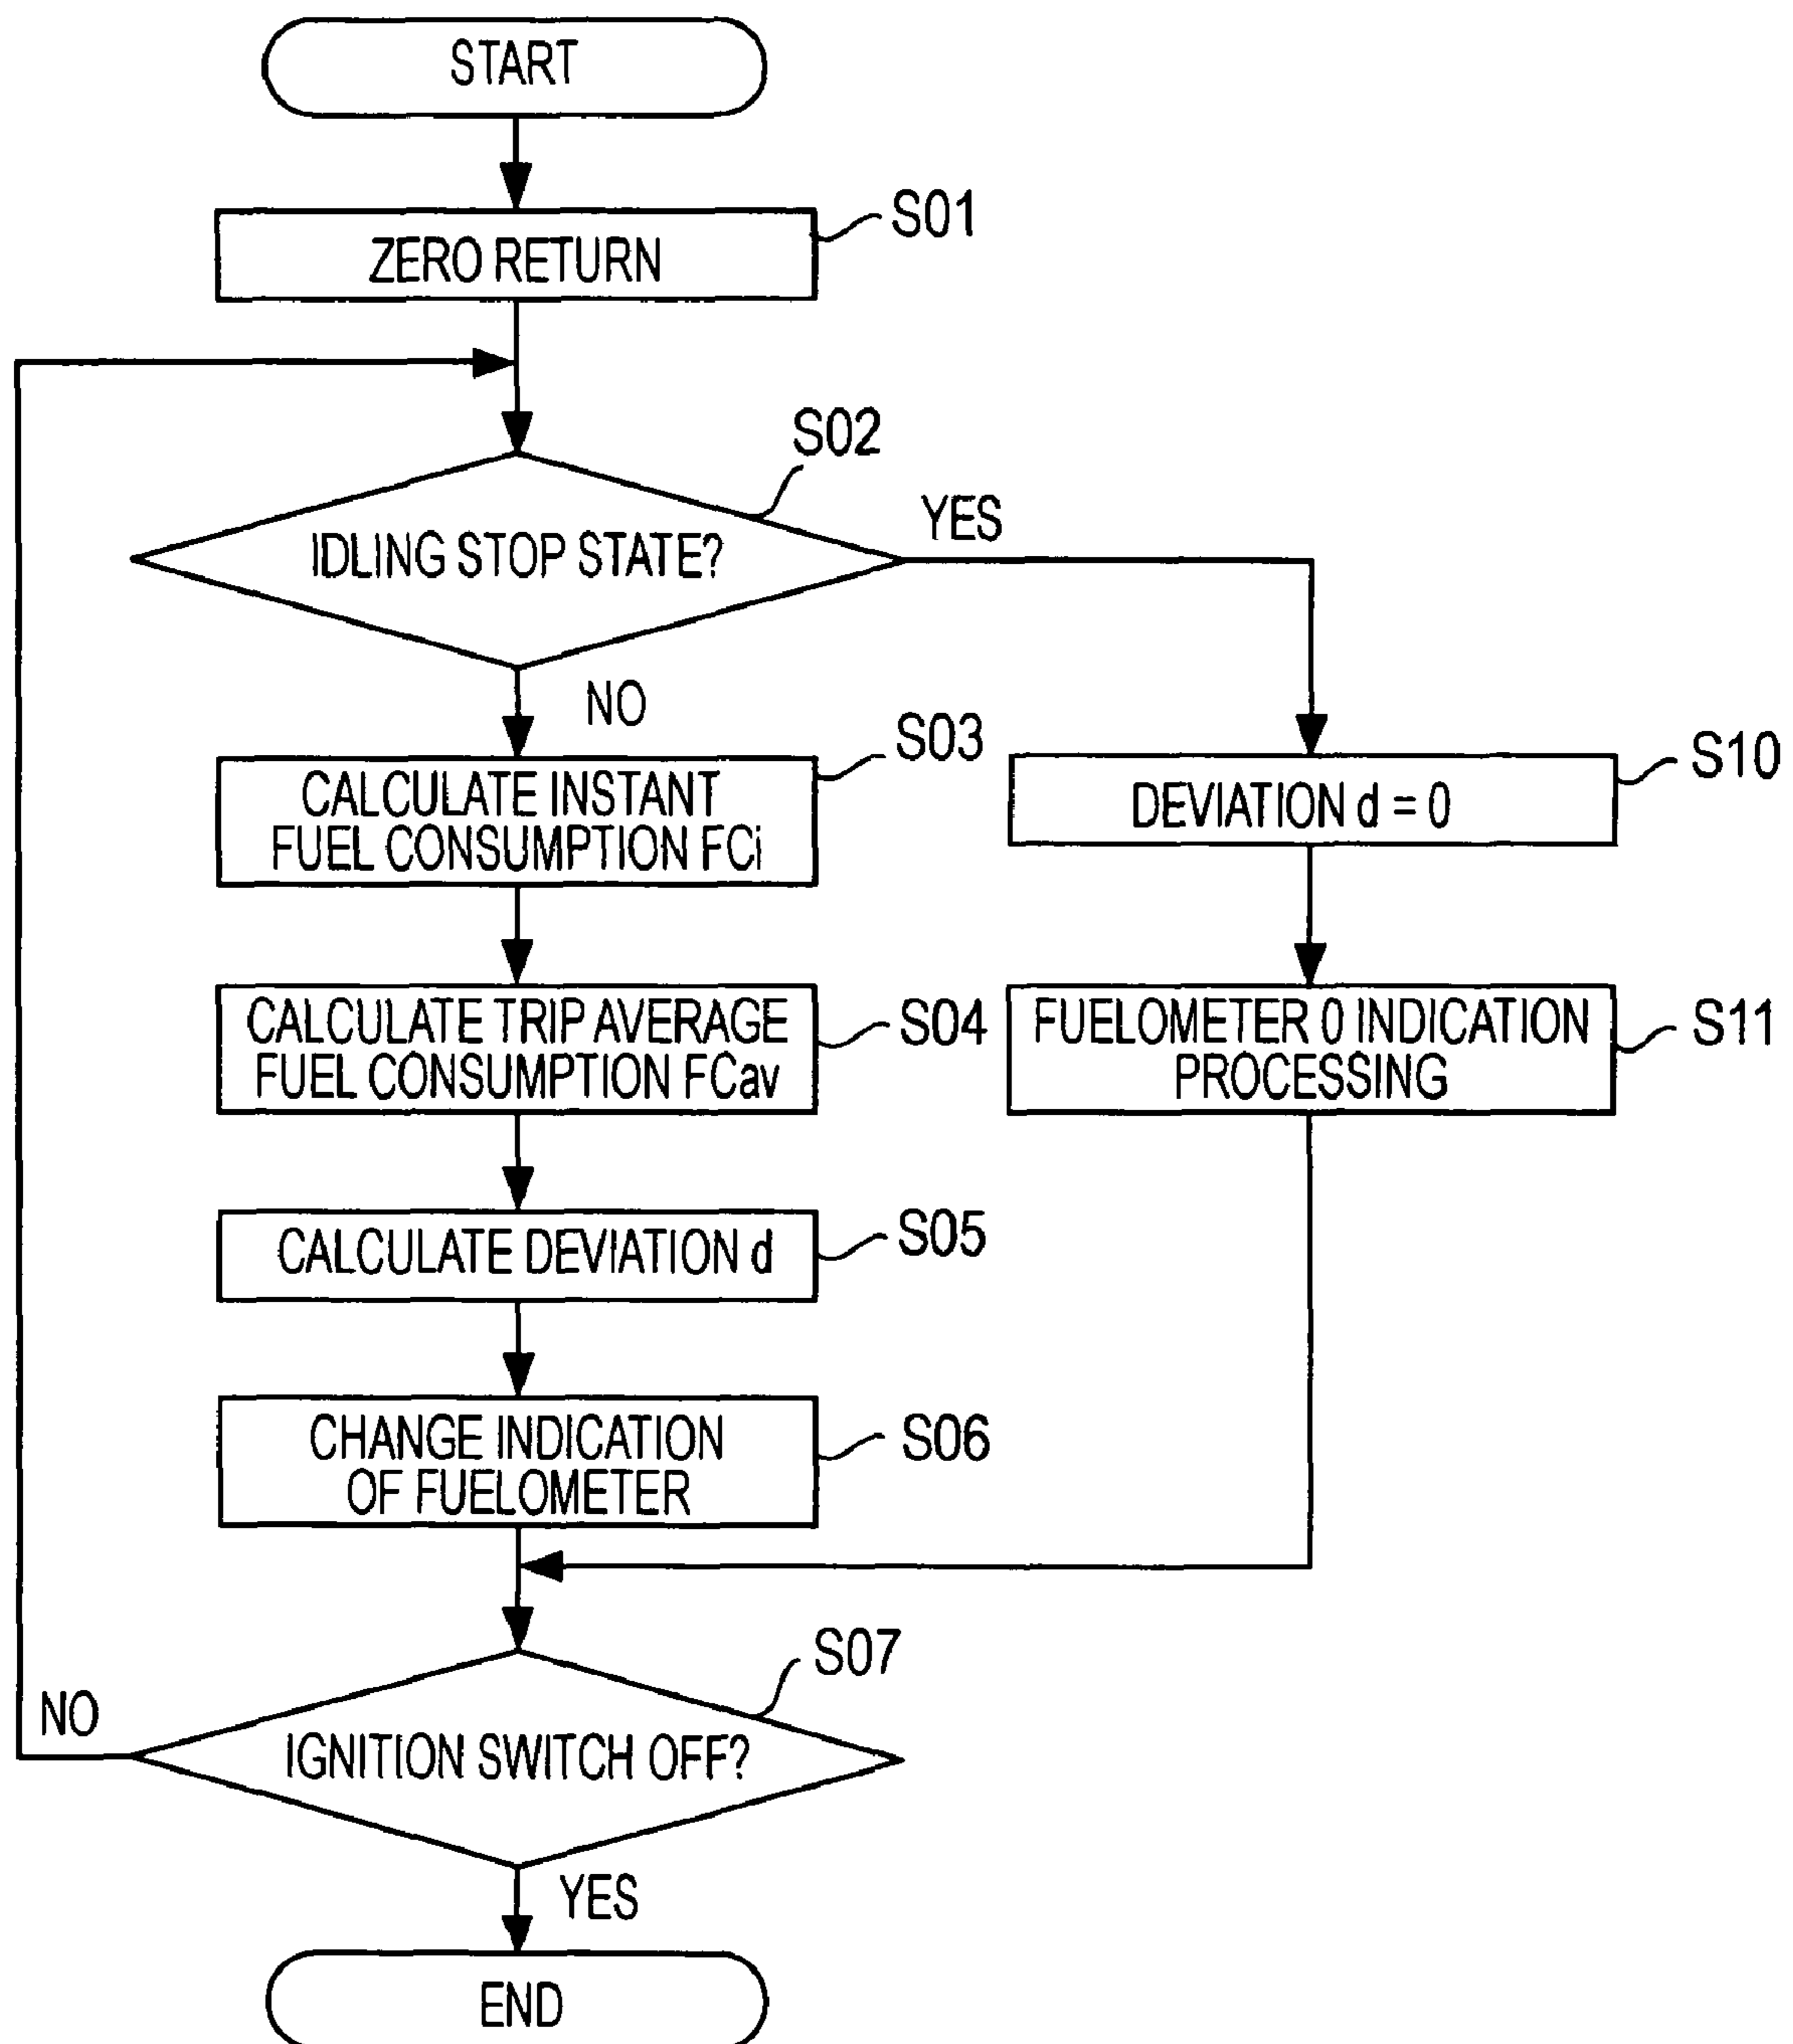 START
S01
ZERO RETURN
S02
IDLING STOP STATE?
YES
NO
S03
CALCULATE INSTANT
FUEL CONSUMPTION FCi
S10
DEVIATION d = 0
S04
CALCULATE TRIP AVERAGE
FUEL CONSUMPTION FCav
S11
FUELOMETER 0 INDICATION
PROCESSING
S05
CALCULATE DEVIATION d
S06
CHANGE INDICATION
OF FUELOMETER
S07
IGNITION SWITCH OFF?
NO
YES
END